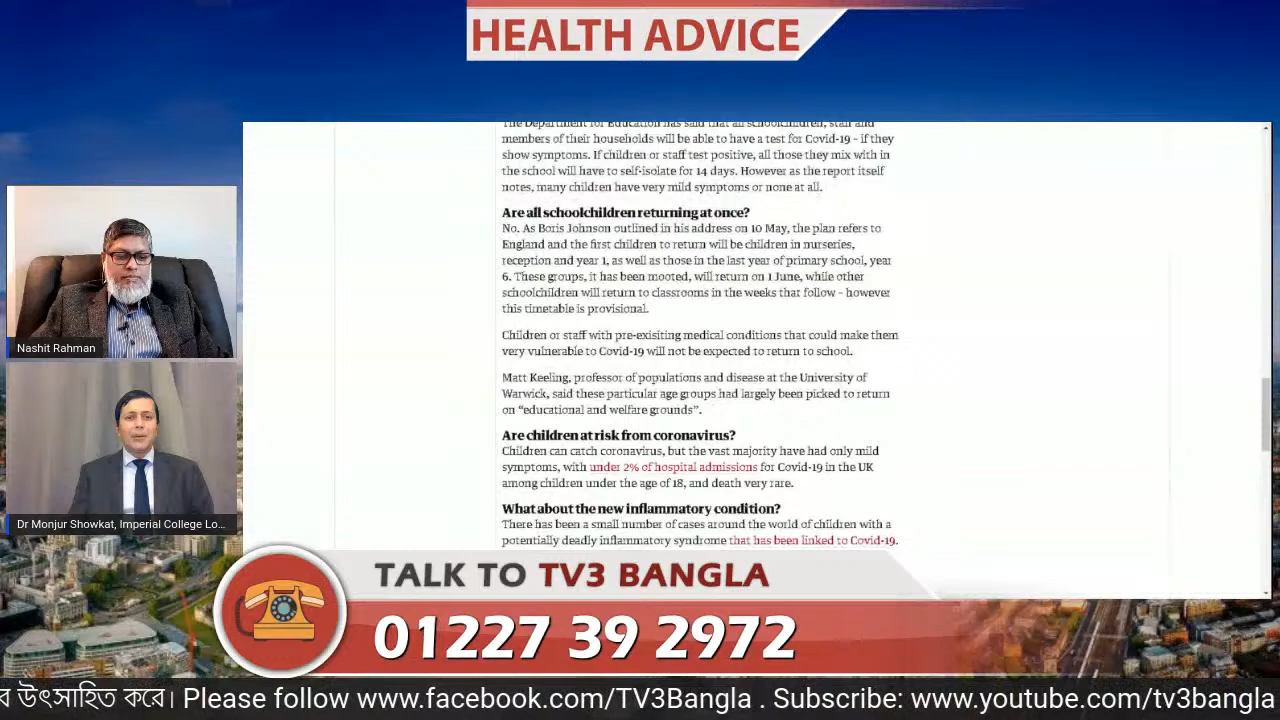 HEALTH ADVICE
The Department for Education has said that all schoolchildren, staff and
members of their households will be able to have a test for Covid-19 – if they
show symptoms. If children or staff test positive, all those they mix with in
the school will have to self-isolate for 14 days. However as the report itself
notes, many children have very mild symptoms or none at all.
Are all schoolchildren returning at once?
No. As Boris Johnson outlined in his address on 10 May, the plan refers to
England and the first children to return will be children in nurseries,
reception and year 1, as well as those in the last year of primary school, year
6. These groups, it has been mooted, will return on 1 June, while other
schoolchildren will return to classrooms in the weeks that follow – however
this timetable is provisional.
Children or staff with pre-exisiting medical conditions that could make them
very vulnerable to Covid-19 will not be expected to return to school.
Matt Keeling, professor of populations and disease at the University of
Warwick, said these particular age groups had largely been picked to return
on “educational and welfare grounds”.
Are children at risk from coronavirus?
Children can catch coronavirus, but the vast majority have had only mild
symptoms, with under 2% of hospital admissions for Covid-19 in the UK
among children under the age of 18, and death very rare.
What about the new inflammatory condition?
There has been a small number of cases around the world of children with a
potentially deadly inflammatory syndrome that has been linked to Covid-19.
Nashit Rahman
Dr Monjur Showkat, Imperial College Lo...
TALK TO TV3 BANGLA
01227 39 2972
উৎসাহিত করে। Please follow www.facebook.com/TV3Bangla . Subscribe: www.youtube.com/tv3bangla